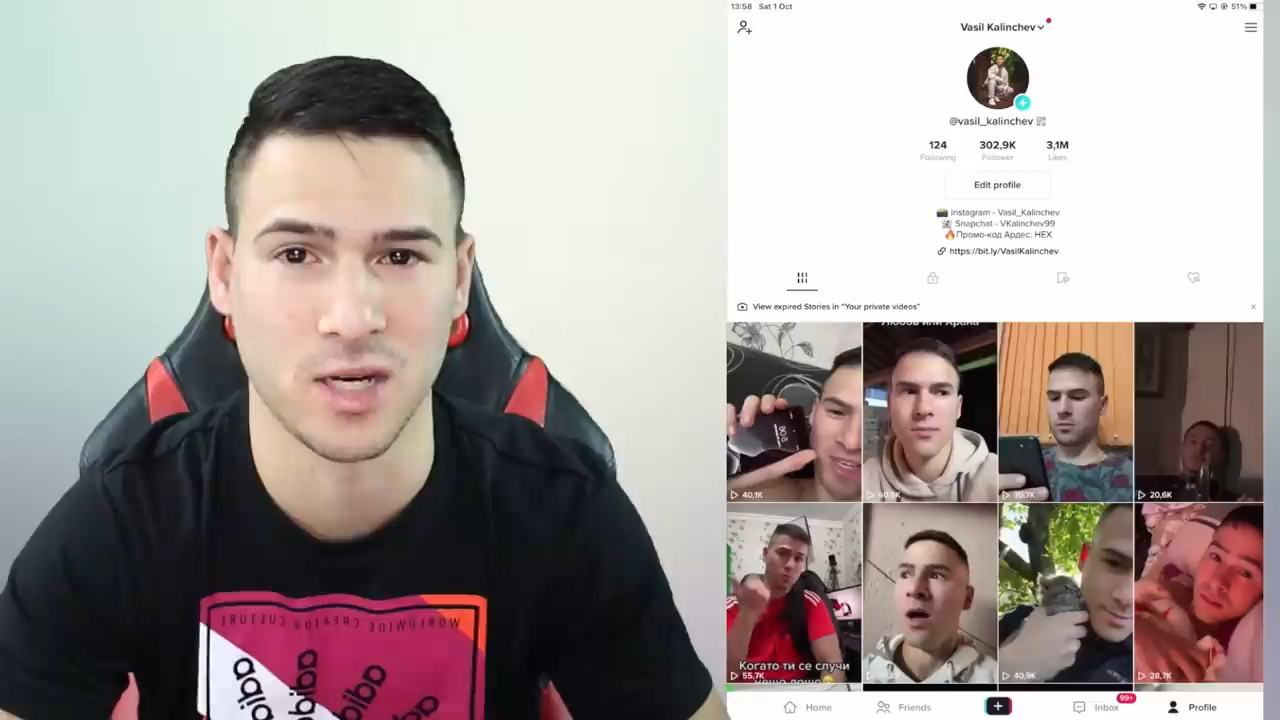 13:58 Sat 1 Oct
51%
Vasil Kalinchev
@vasil_kalinchev
124 302,9K 3,1M
Following Follower Likes
Edit profile
Instagram - Vasil_Kalinchev
Snapchat - VKalinchev99
Промо-код Ардес: HEX
https://bit.ly/VasilKalinchev
View expired Stories in "Your private videos"
Любов или Храна
40,1K
20,6K
WORLDWIDE CREATOR CULTURE
Когато ти се случи
нещо лошо
55,7K
40,9K
28,7K
Home
Friends
Inbox
99+
Profile